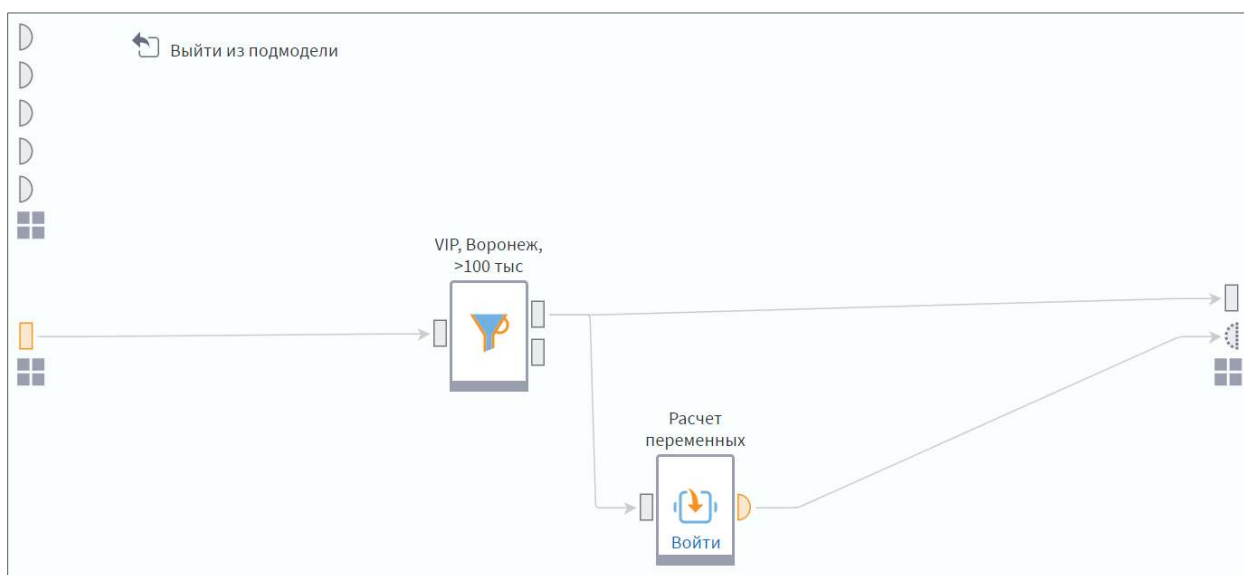 Выйти из подмодели
VIP, Воронеж,
>100 тыс
Расчет
переменных
Войти